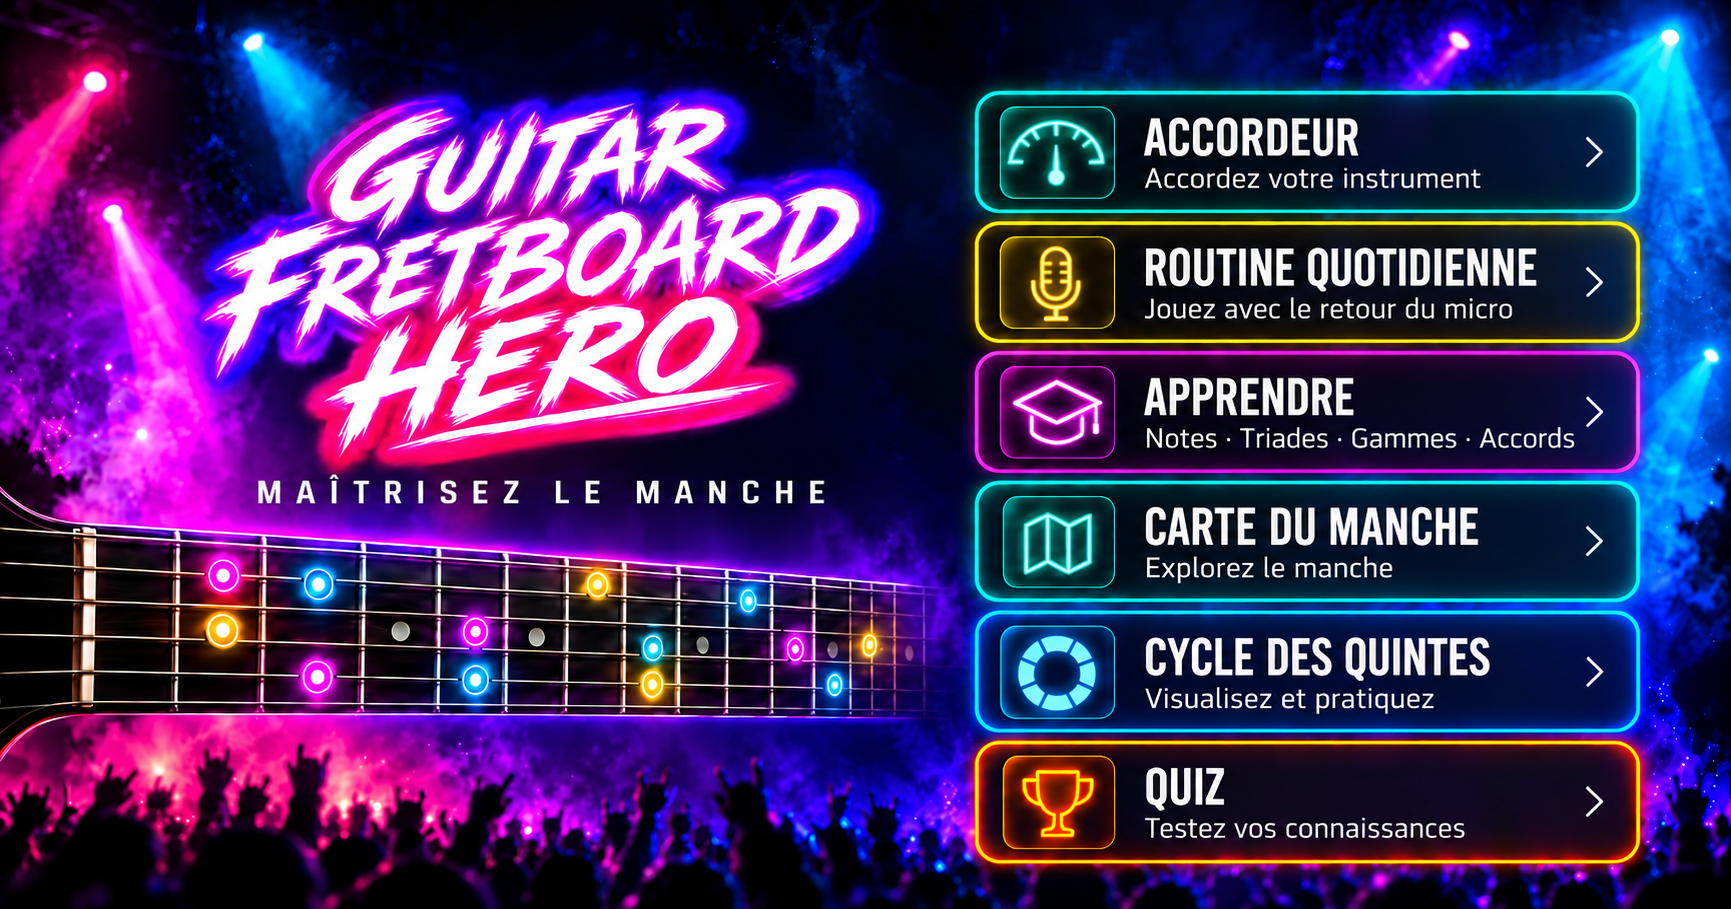 GUITAR
FRETBOARD
HERO
MAÎTRISEZ LE MANCHE
ACCORDEUR
Accordez votre instrument
ROUTINE QUOTIDIENNE
Jouez avec le retour du micro
APPRENDRE
Notes · Triades · Gammes · Accords
CARTE DU MANCHE
Explorez le manche
CYCLE DES QUINTES
Visualisez et pratiquez
QUIZ
Testez vos connaissances